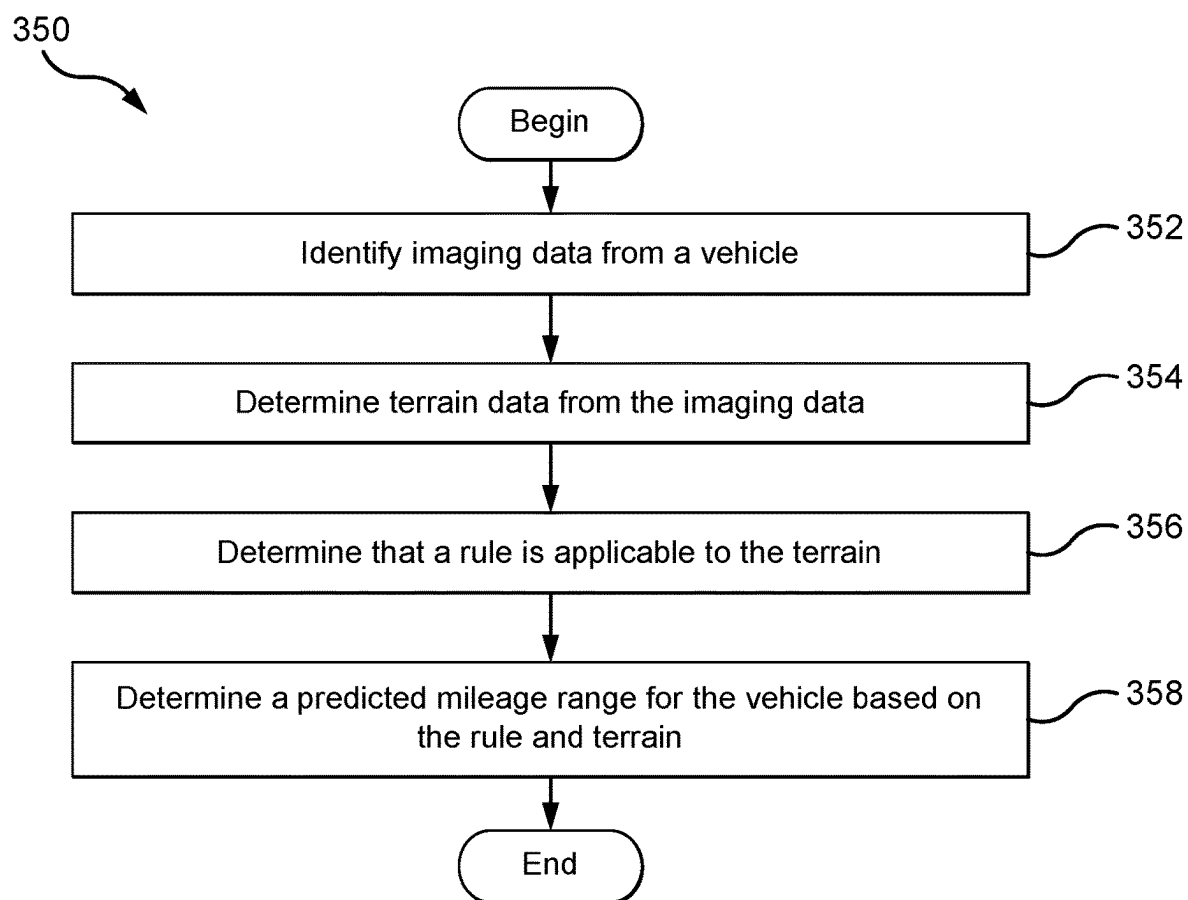 350
Begin
Identify imaging data from a vehicle
352
Determine terrain data from the imaging data
354
Determine that a rule is applicable to the terrain
356
Determine a predicted mileage range for the vehicle based on
the rule and terrain
358
End